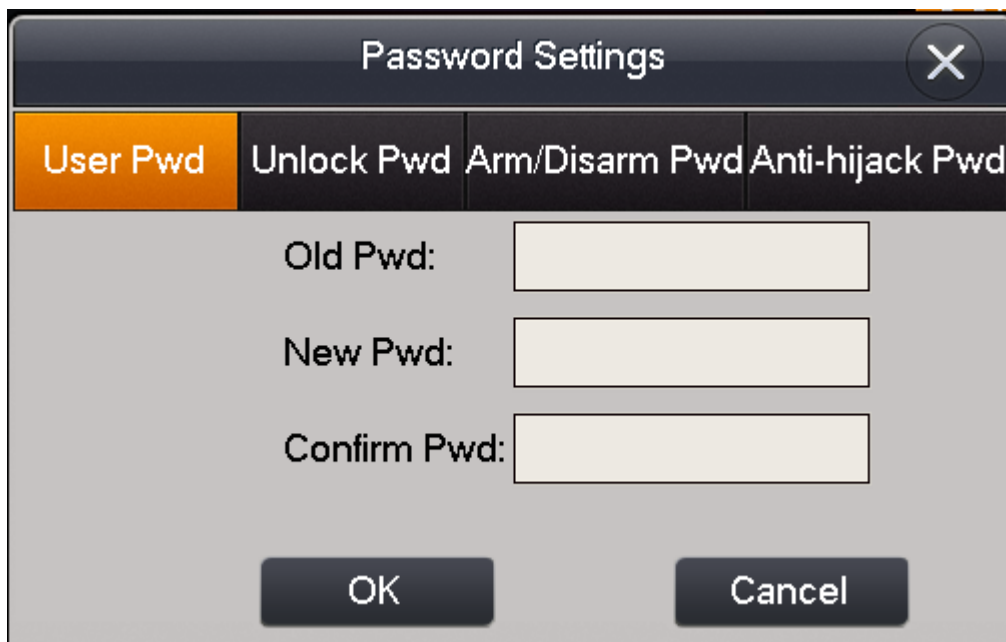 Password Settings
User Pwd Unlock Pwd Arm/Disarm Pwd Anti-hijack Pwd
Old Pwd:
New Pwd:
Confirm Pwd:
OK Cancel